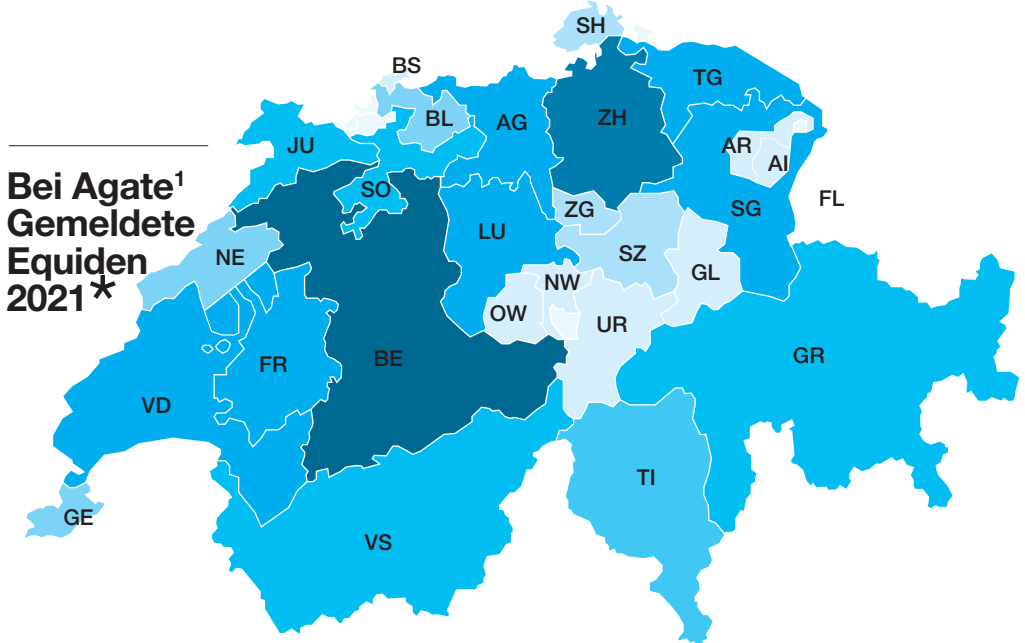 Bei Agate¹
Gemeldete
Equiden
2021*
SH
BS
TG
BL
AG
ZH
JU
AR
AI
SO
ZG
SG
FL
LU
NE
SZ
GL
NW
OW
UR
FR
BE
GR
VD
TI
GE
VS